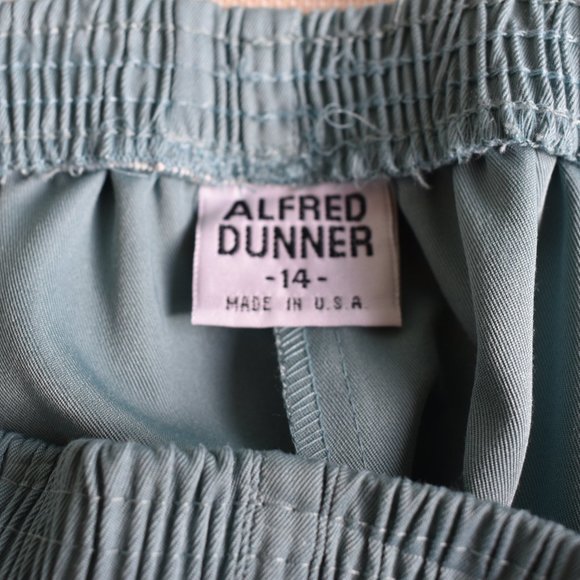 ALFRED
DUNNER
-14-
MADE IN U.S.A.